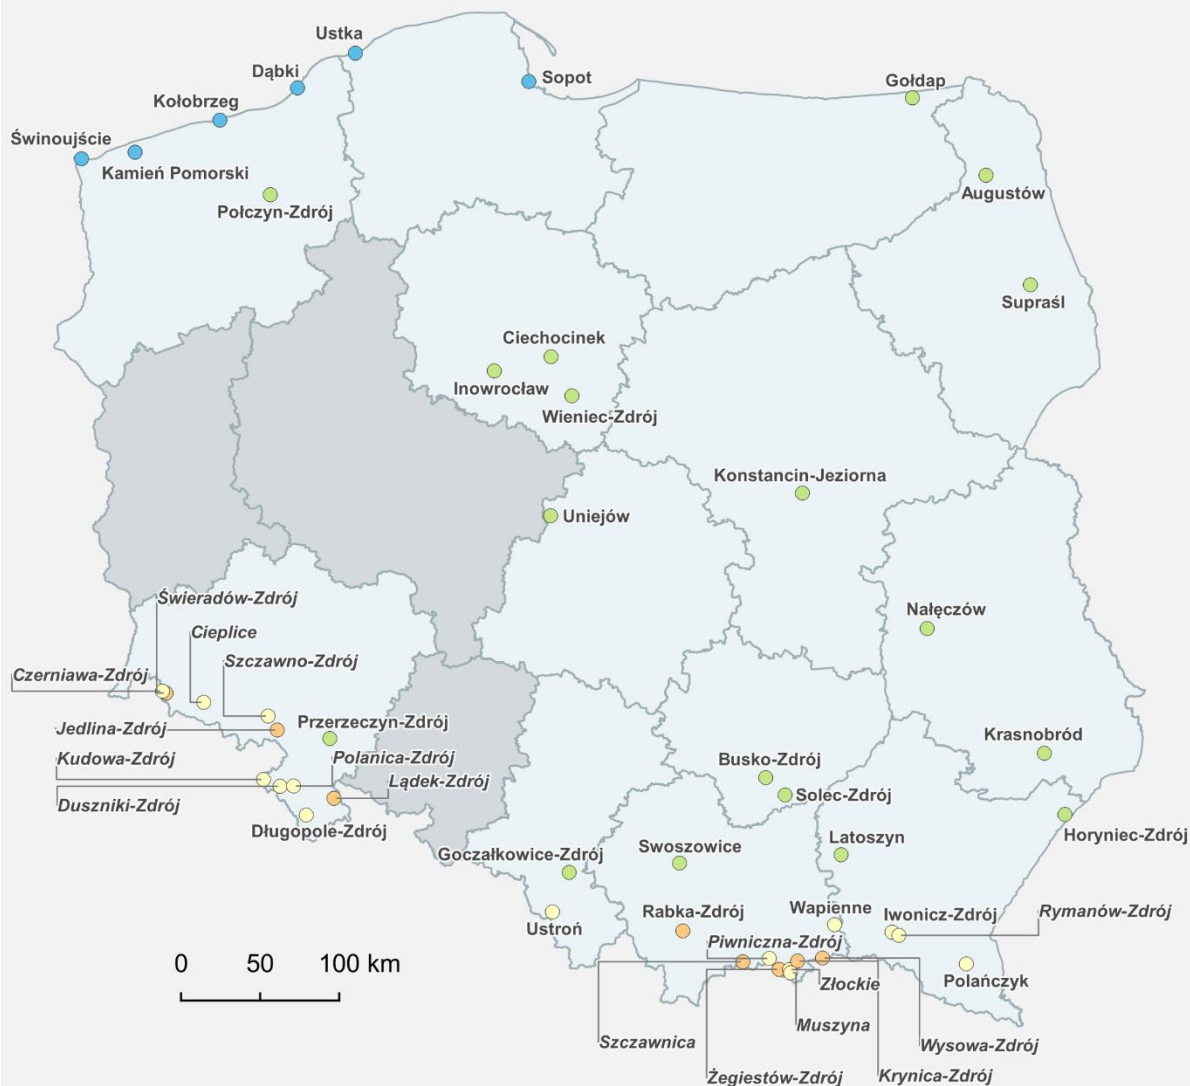 Ustka
Dąbki
Sopot
Gołdap
Kołobrzeg
Świnoujście
Kamień Pomorski
Augustów
Połczyn-Zdrój
Supraśl
Ciechocinek
Inowrocław
Wieniec-Zdrój
Konstancin-Jeziorna
Uniejów
Świeradów-Zdrój
Nałęczów
Cieplice
Szczawno-Zdrój
Czerniawa-Zdrój
Przerzeczyn-Zdrój
Jedlina-Zdrój
Krasnobród
Kudowa-Zdrój
Polanica-Zdrój
Busko-Zdrój
Lądek-Zdrój
Solec-Zdrój
Duszniki-Zdrój
Długopole-Zdrój
Horyniec-Zdrój
Latoszyn
Swoszowice
Goczałkowice-Zdrój
Rabka-Zdrój
Wapienne
Iwonicz-Zdrój
Rymanów-Zdrój
Ustroń
Piwniczna-Zdrój
0 50 100 km
Złockie
Polańczyk
Muszyna
Szczawnica
Wysowa-Zdrój
Żegiestów-Zdrój
Krynica-Zdrój